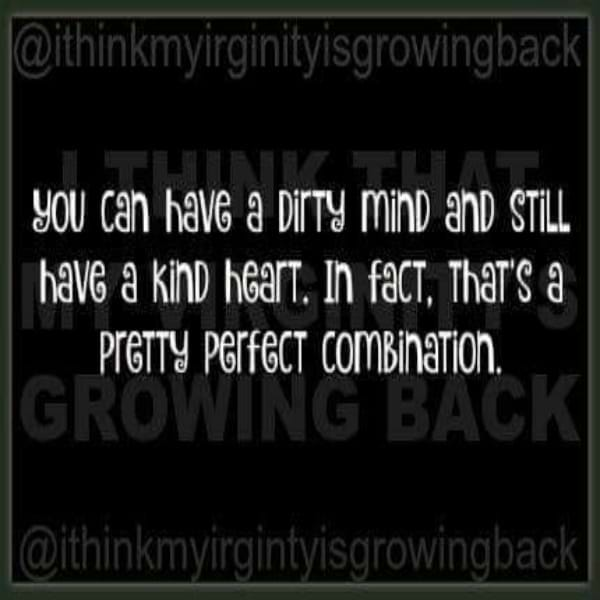 @ithinkmyirginityisgrowingback
I THINK THAT
You can have a dirty mind and still
have a kind heart. In fact, that's a
MY VIRGINITY'S
pretty perfect combination.
GROWING BACK
@ithinkmyirgintyisgrowingback